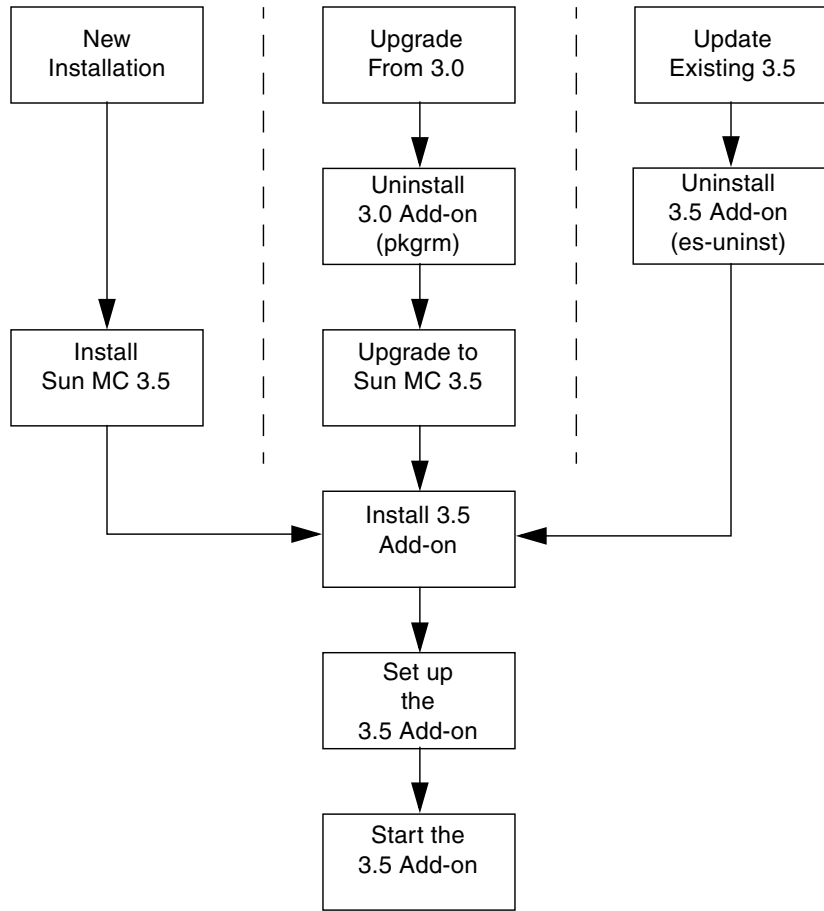 New
Installation
Upgrade
From 3.0
Update
Existing 3.5
Uninstall
3.0 Add-on
(pkgrm)
Uninstall
3.5 Add-on
(es-uninst)
Install
Sun MC 3.5
Upgrade to
Sun MC 3.5
Install 3.5
Add-on
Set up
the
3.5 Add-on
Start the
3.5 Add-on